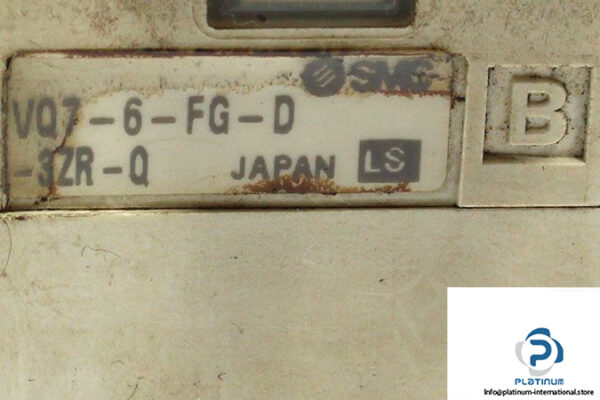 SMC
VQ7-6-FG-D
-3ZR-Q JAPAN LS
B
PLATINUM
Info@platinum-international.store